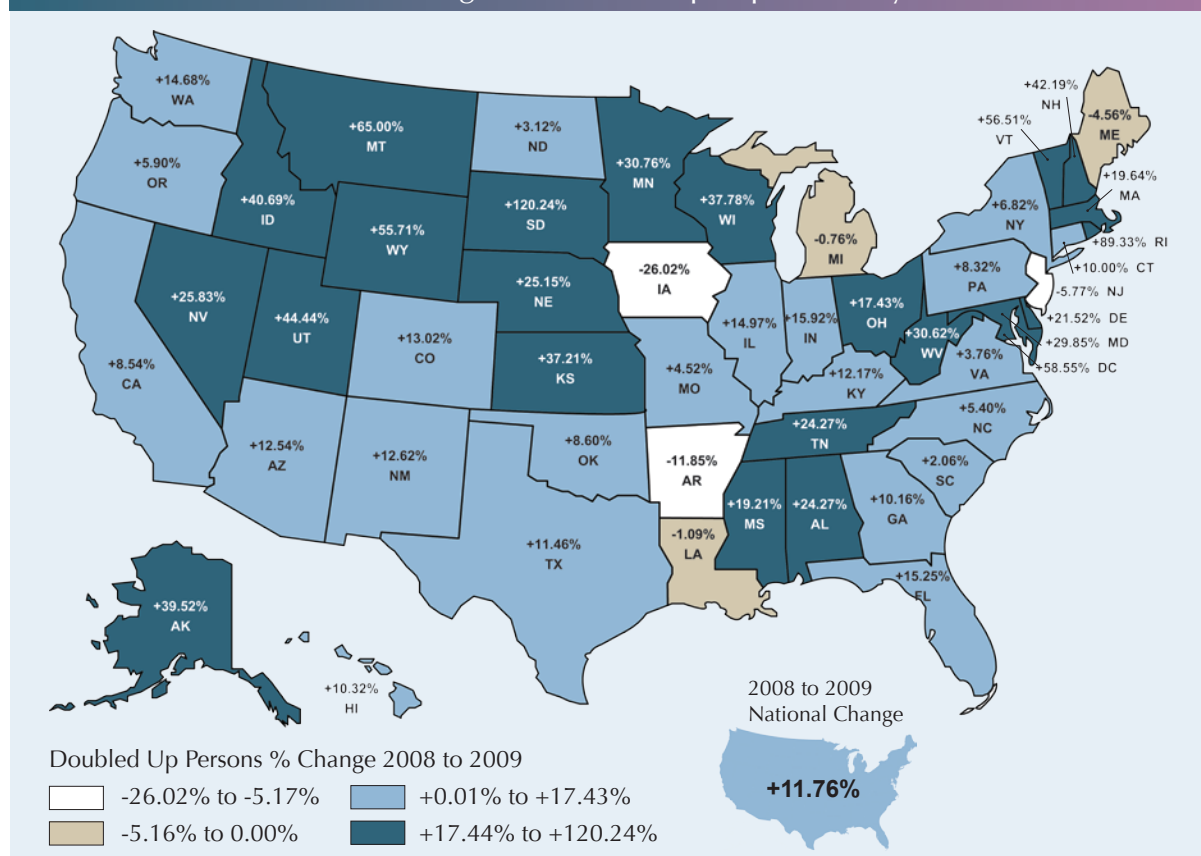 +14.68%
WA
+5.90%
OR
+8.54%
CA
+40.69%
ID
+25.83%
NV
+65.00%
MT
+55.71%
WY
+44.44%
UT
+12.54%
AZ
+13.02%
CO
+12.62%
NM
+3.12%
ND
+120.24%
SD
+25.15%
NE
+37.21%
KS
+8.60%
OK
+11.46%
TX
+30.76%
MN
-26.02%
IA
+4.52%
MO
-11.85%
AR
-1.09%
LA
+37.78%
WI
+14.97%
IL
-0.76%
MI
+15.92%
IN
+17.43%
OH
+12.17%
KY
+24.27%
TN
+19.21%
MS
+24.27%
AL
+10.16%
GA
+15.25%
FL
+2.06%
SC
+5.40%
NC
+3.76%
VA
+30.62%
WV
+8.32%
PA
+6.82%
NY
+56.51%
VT
+42.19%
NH
-4.56%
ME
+19.64%
MA
+89.33% RI
+10.00% CT
-5.77% NJ
+21.52% DE
+29.85% MD
+58.55% DC
+39.52%
AK
+10.32%
HI
2008 to 2009
National Change
+11.76%
Doubled Up Persons % Change 2008 to 2009
-26.02% to -5.17%
+0.01% to +17.43%
-5.16% to 0.00%
+17.44% to +120.24%